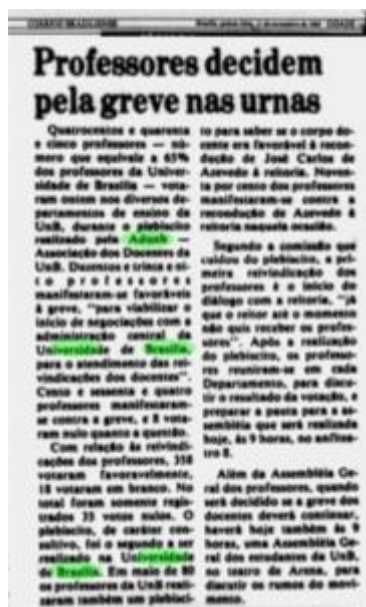 CORREIO BRAZILIENSE
CIDADE
Professores decidem
pela greve nas urnas
Quatrocentos e quarenta
e cinco professores — nú-
mero que equivale a 65%
dos professores da Univer-
sidade de Brasília — vota-
ram ontem nos diversos de-
partamentos de ensino da
UnB, durante o plebiscito
realizado pela Adunb —
Associação dos Docentes da
UnB. Duzentos e trinta e oi-
to professores
manifestaram-se favoráveis
à greve, "para viabilizar o
início de negociações com a
administração central da
Universidade de Brasília,
para o atendimento das rei-
vindicações dos docentes".
Cento e sessenta e quatro
professores manifestaram-
se contra a greve, e 8 vota-
ram nulo quanto a questão.
Com relação às reivindi-
cações dos professores, 358
votaram favoravelmente,
18 votaram em branco. No
total foram somente regis-
trados 35 votos nulos. O
plebiscito, de caráter con-
sultivo, foi o segundo a ser
realizado na Universidade
de Brasília. Em maio de 80
os professores da UnB reali-
zaram também um plebisci-
to para saber se o corpo do-
cente era favorável à recon-
dução de José Carlos de
Azevedo à reitoria. Noven-
ta por cento dos professores
manifestaram-se contra a
recondução de Azevedo à
reitoria naquela ocasião.
Segundo a comissão que
cuidou do plebiscito, a pri-
meira reivindicação dos
professores é o início do
diálogo com a reitoria, "já
que o reitor até o momento
não quis receber os profes-
sores". Após a realização
do plebiscito, os professo-
res reuniram-se em cada
Departamento, para discu-
tir o resultado da votação, e
preparar a pauta para a as-
sembléia que será realizada
hoje, às 9 horas, no anfitea-
tro 8.
Além da Assembléia Ge-
ral dos professores, quando
será decidido se a greve dos
docentes deverá continuar,
haverá hoje também às 9
horas, uma Assembléia Ge-
ral dos estudantes da UnB,
no teatro de Arena, para
discutir os rumos do movi-
mento.